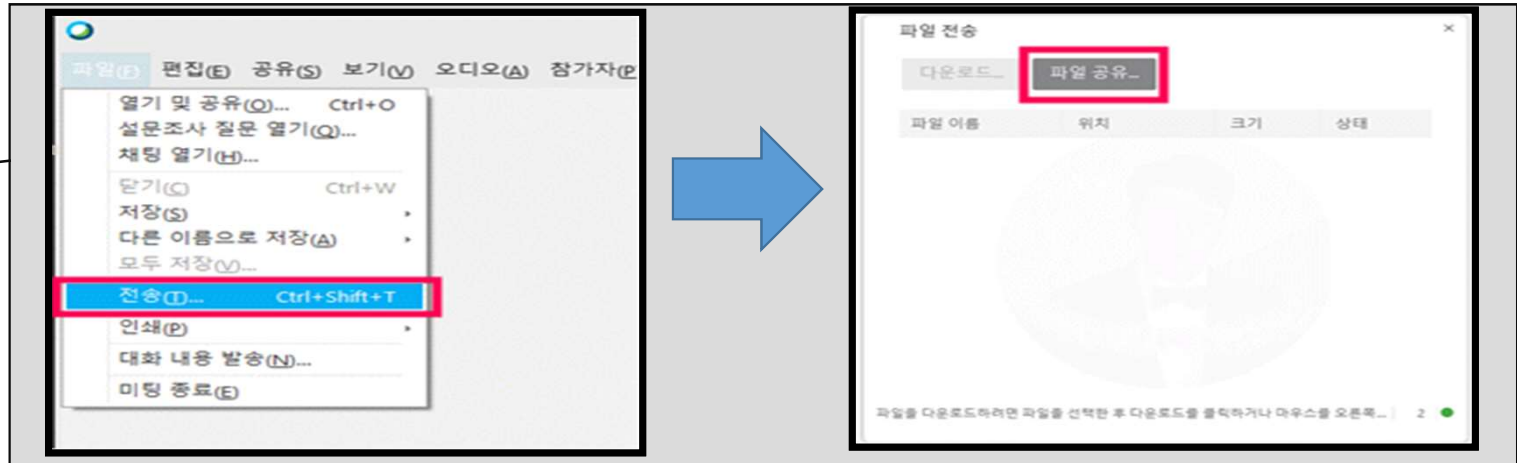 파일(F) 편집(E) 공유(S) 보기(V) 오디오(A) 참가자(P
열기 및 공유(O)... Ctrl+O
설문조사 질문 열기(Q)...
채팅 열기(H)...
닫기(C) Ctrl+W
저장(S)
다른 이름으로 저장(A)
모두 저장(V)...
전송(T)... Ctrl+Shift+T
인쇄(P)
대화 내용 발송(N)...
미팅 종료(E)
파일 전송 ×
다운로드... 파일 공유...
파일 이름 위치 크기 상태
파일을 다운로드하려면 파일을 선택한 후 다운로드를 클릭하거나 마우스를 오른쪽... 2